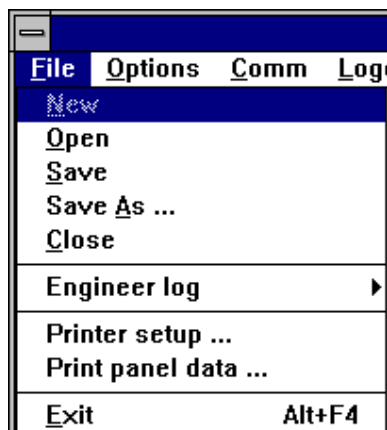 File Options Comm
New
Open
Save
Save As ...
Close
Engineer log
Printer setup ...
Print panel data ...
Exit Alt+F4